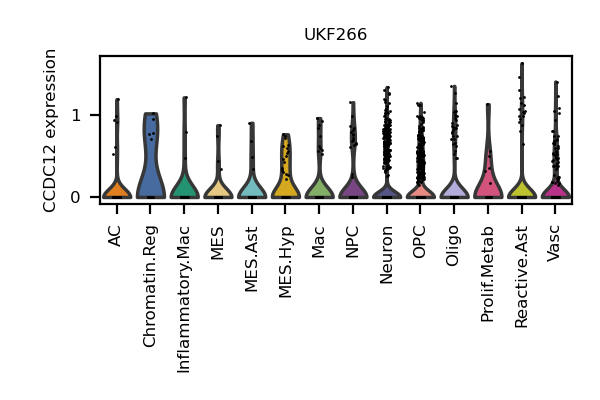 UKF266
CCDC12 expression
1
0
AC
Chromatin.Reg
Inflammatory.Mac
MES
MES.Ast
MES.Hyp
Mac
NPC
Neuron
OPC
Oligo
Prolif.Metab
Reactive.Ast
Vasc